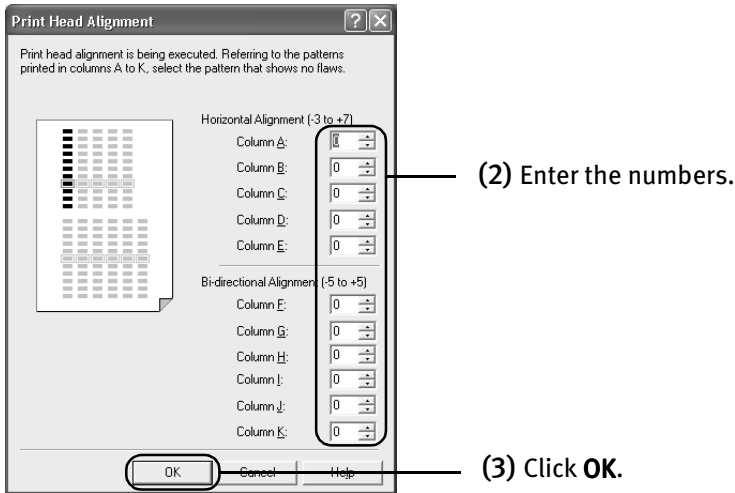 Print Head Alignment
Print head alignment is being executed. Referring to the patterns
printed in columns A to K, select the pattern that shows no flaws.
Horizontal Alignment (-3 to +7)
Column A: 0
Column B: 0
(2) Enter the numbers.
Column C: 0
Column D: 0
Column E: 0
Bi-directional Alignment (-5 to +5)
Column F: 0
Column G: 0
Column H: 0
Column I: 0
Column J: 0
Column K: 0
OK Cancel Help
(3) Click OK.